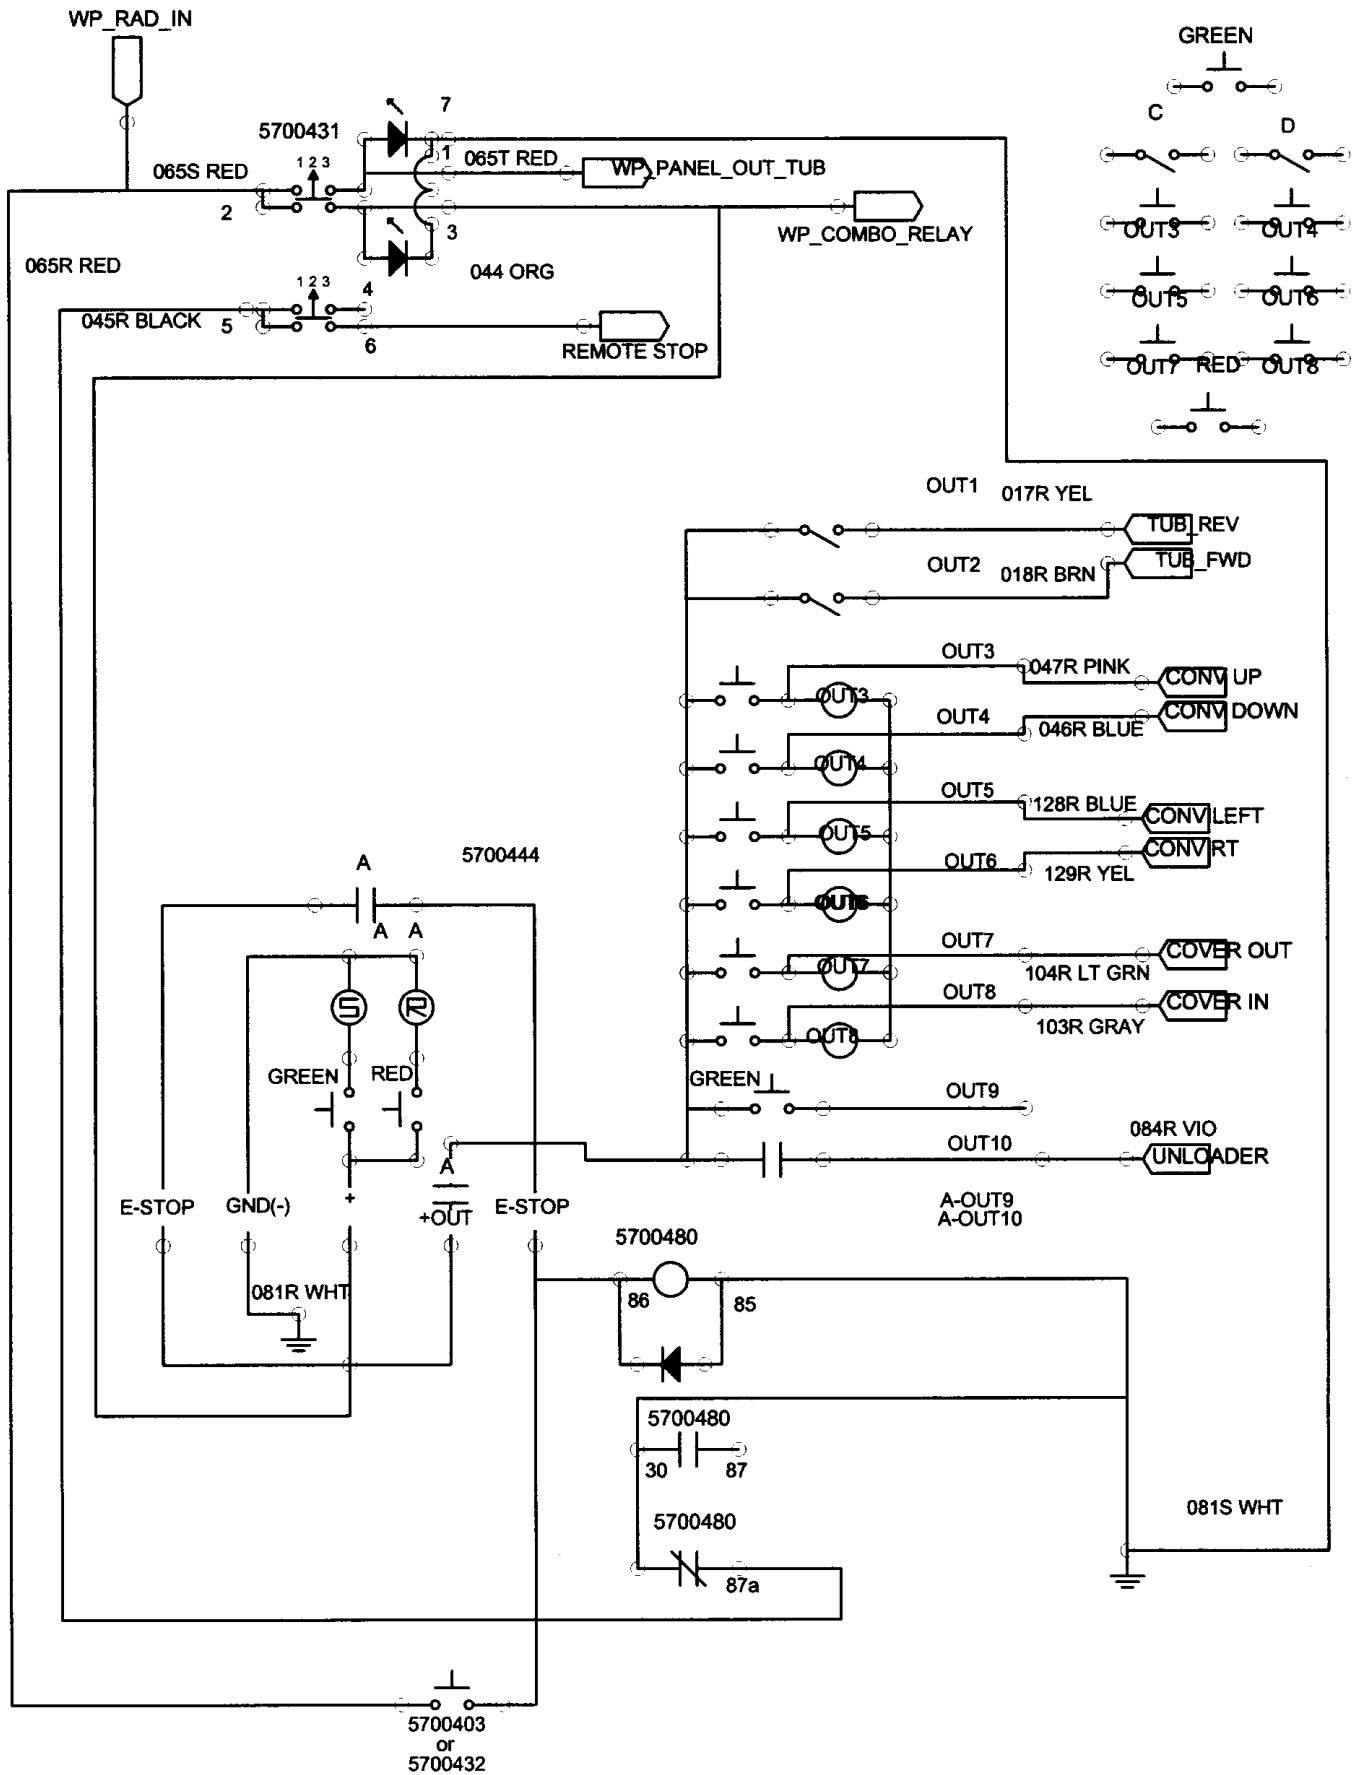 WP_RAD_IN
GREEN
C
D
7
5700431
1
065T RED
WP_PANEL_OUT_TUB
1 2 3
065S RED
2
3
WP_COMBO_RELAY
OUT3
OUT4
065R RED
044 ORG
1 2 3
4
OUT5
OUT6
045R BLACK
5
6
REMOTE STOP
OUT7
RED
OUT8
OUT1
017R YEL
TUB_REV
OUT2
018R BRN
TUB_FWD
OUT3
047R PINK
CONV UP
OUT3
OUT4
046R BLUE
CONV DOWN
OUT4
OUT5
128R BLUE
CONV LEFT
OUT5
A
5700444
OUT6
129R YEL
CONV RT
OUT6
A
A
OUT7
104R LT GRN
COVER OUT
OUT7
S
R
OUT8
103R GRAY
COVER IN
OUT8
GREEN
RED
GREEN
OUT9
084R VIO
OUT10
UNLOADER
A
+
E-STOP
GND(-)
+OUT
E-STOP
A-OUT9
A-OUT10
5700480
081R WHT
86
85
5700480
30
87
081S WHT
5700480
87a
5700403
or
5700432